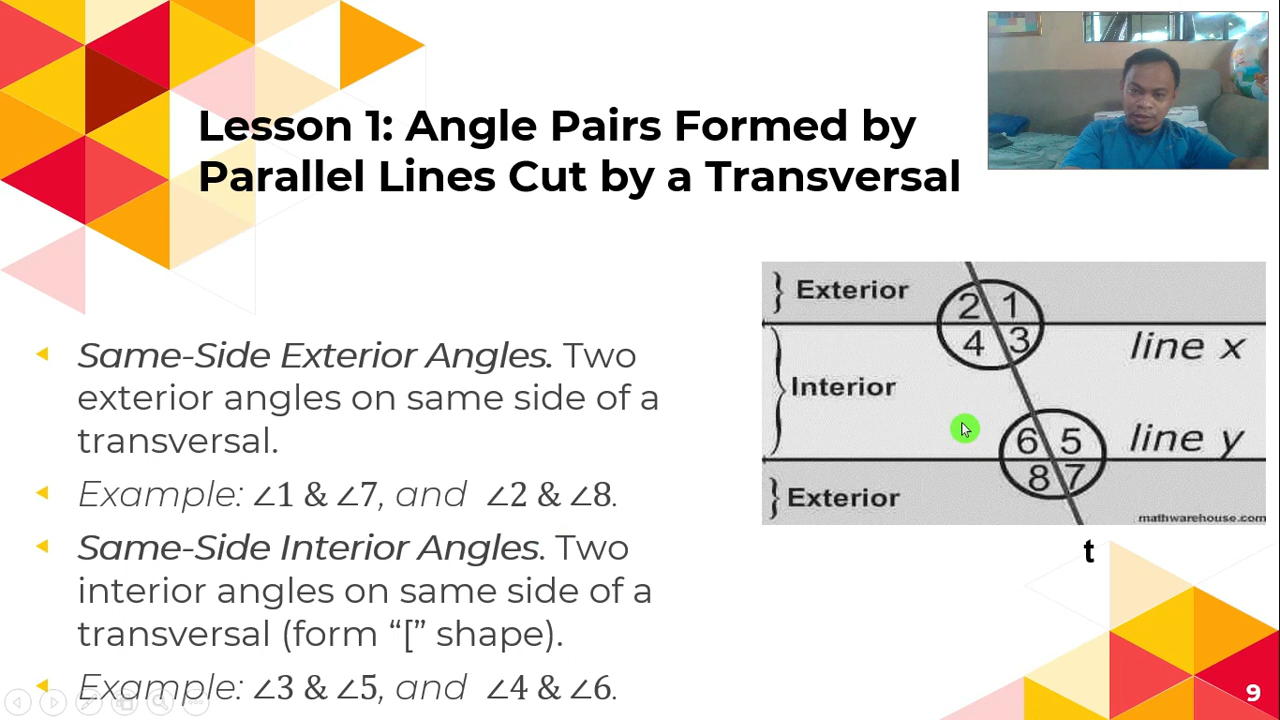 Lesson 1: Angle Pairs Formed by
Parallel Lines Cut by a Transversal
Same-Side Exterior Angles. Two
exterior angles on same side of a
transversal.
Example: ∠1 & ∠7, and ∠2 & ∠8.
Same-Side Interior Angles. Two
interior angles on same side of a
transversal (form “[” shape).
Example: ∠3 & ∠5, and ∠4 & ∠6.
} Exterior
2 1
4 3
line x
} Interior
6 5
line y
8 7
} Exterior
mathwarehouse.com
t
9